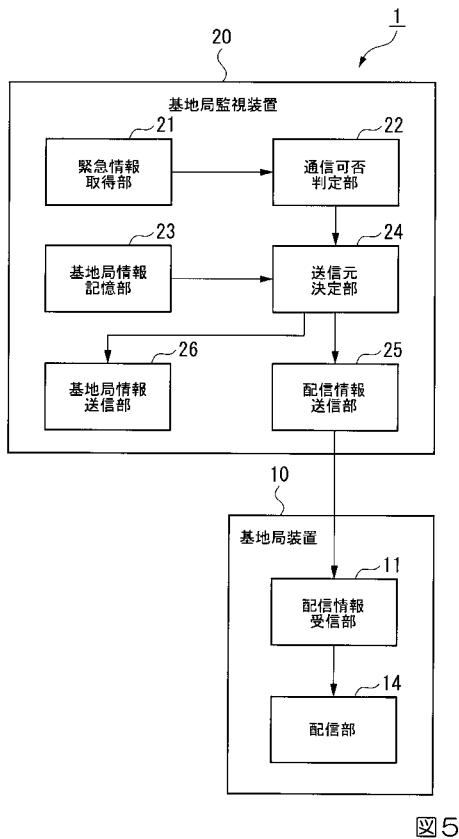 1
20
基地局監視装置
21
緊急情報
取得部
22
通信可否
判定部
23
基地局情報
記憶部
24
送信元
決定部
26
基地局情報
送信部
25
配信情報
送信部
10
基地局装置
11
配信情報
受信部
14
配信部
図5